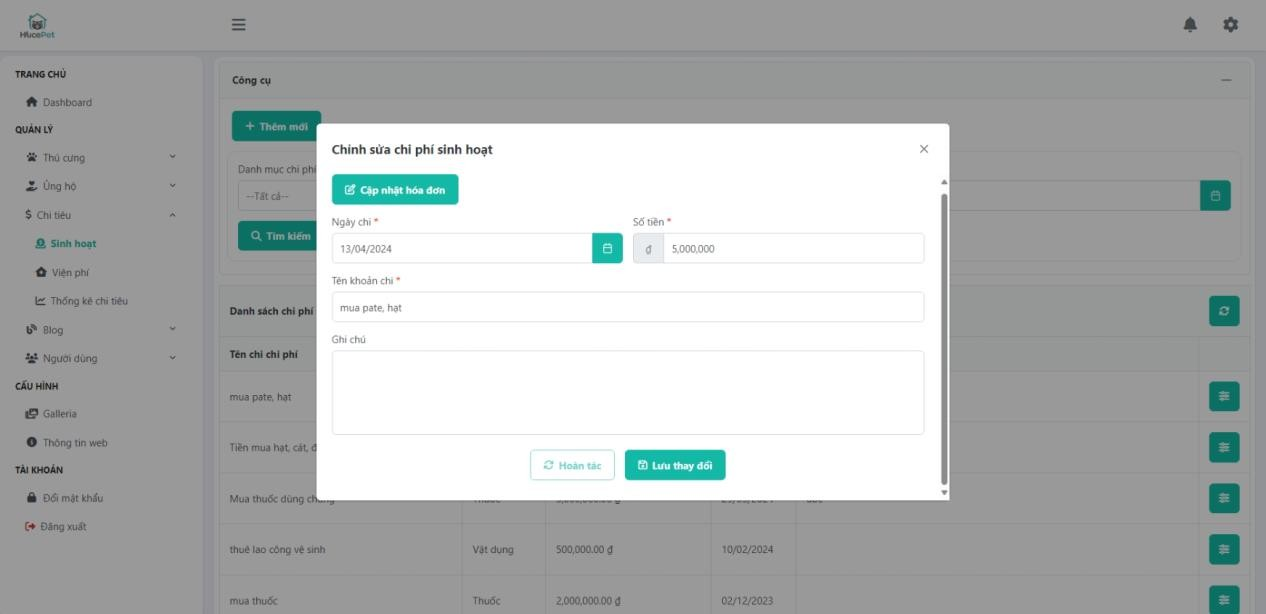 HucePet
TRANG CHỦ
Dashboard
QUẢN LÝ
Thú cưng
Ủng hộ
$ Chi tiêu
Sinh hoạt
Viện phí
Thống kê chi tiêu
Blog
Người dùng
CẤU HÌNH
Galleria
Thông tin web
TÀI KHOẢN
Đổi mật khẩu
Đăng xuất
Công cụ
+ Thêm mới
Danh mục chi phí
--Tất cả--
Tìm kiếm
Danh sách chi phí
Tên chi chi phí
mua pate, hạt
Tiền mua hạt, cát, đ
Mua thuốc dùng chung
thuê lao công vệ sinh Vật dụng 500,000.00 ₫ 10/02/2024
mua thuốc Thuốc 2,000,000.00 ₫ 02/12/2023
Chỉnh sửa chi phí sinh hoạt
Cập nhật hóa đơn
Ngày chi * Số tiền *
13/04/2024 ₫ 5,000,000
Tên khoản chi *
mua pate, hạt
Ghi chú
Hoàn tác Lưu thay đổi